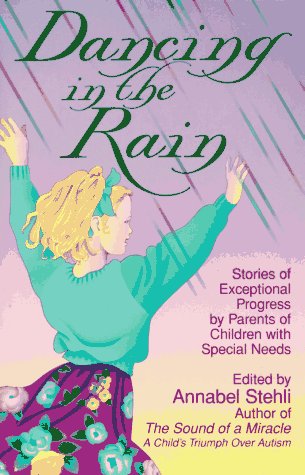 Dancing
in the
Rain
Stories of
Exceptional
Progress
by Parents of
Children with
Special Needs
Edited by
Annabel Stehli
Author of
The Sound of a Miracle
A Child's Triumph Over Autism